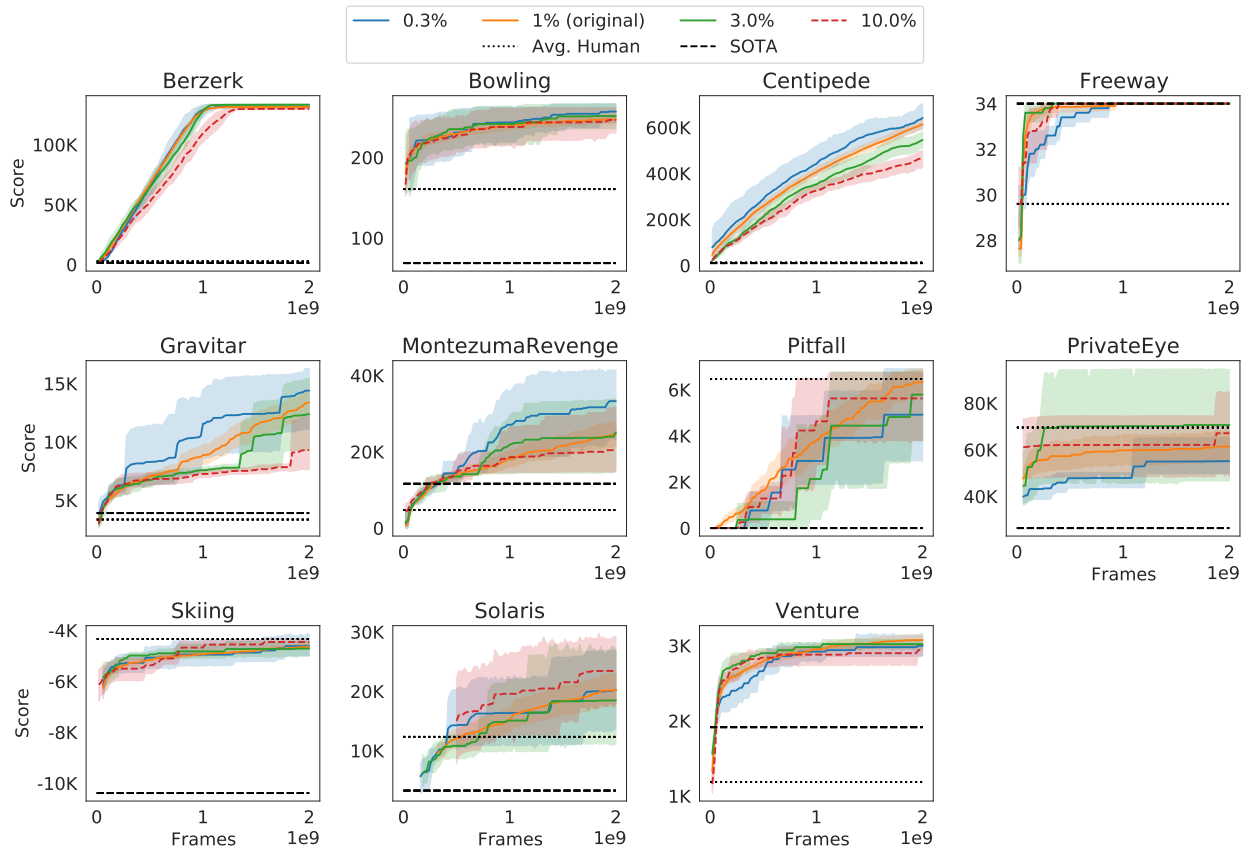 0.3% 1% (original) 3.0% 10.0%
Avg. Human SOTA
Berzerk Bowling Centipede Freeway
Score
100K
50K
0
0 1 2
1e9
200
100
0 1 2
1e9
600K
400K
200K
0
0 1 2
1e9
34
32
30
28
0 1 2
1e9
Gravitar MontezumaRevenge Pitfall PrivateEye
Score
15K
10K
5K
0 1 2
1e9
40K
20K
0
0 1 2
1e9
6K
4K
2K
0
0 1 2
1e9
80K
60K
40K
0 1 2
Frames 1e9
Skiing Solaris Venture
Score
-4K
-6K
-8K
-10K
0 1 2
Frames 1e9
30K
20K
10K
0 1 2
Frames 1e9
3K
2K
1K
0 1 2
Frames 1e9